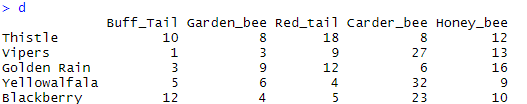 > d
Buff_Tail Garden_bee Red_tail Carder_bee Honey_bee
Thistle 10 8 18 8 12
Vipers 1 3 9 27 13
Golden Rain 3 9 12 6 16
Yellowalfala 5 6 4 32 9
Blackberry 12 4 5 23 10